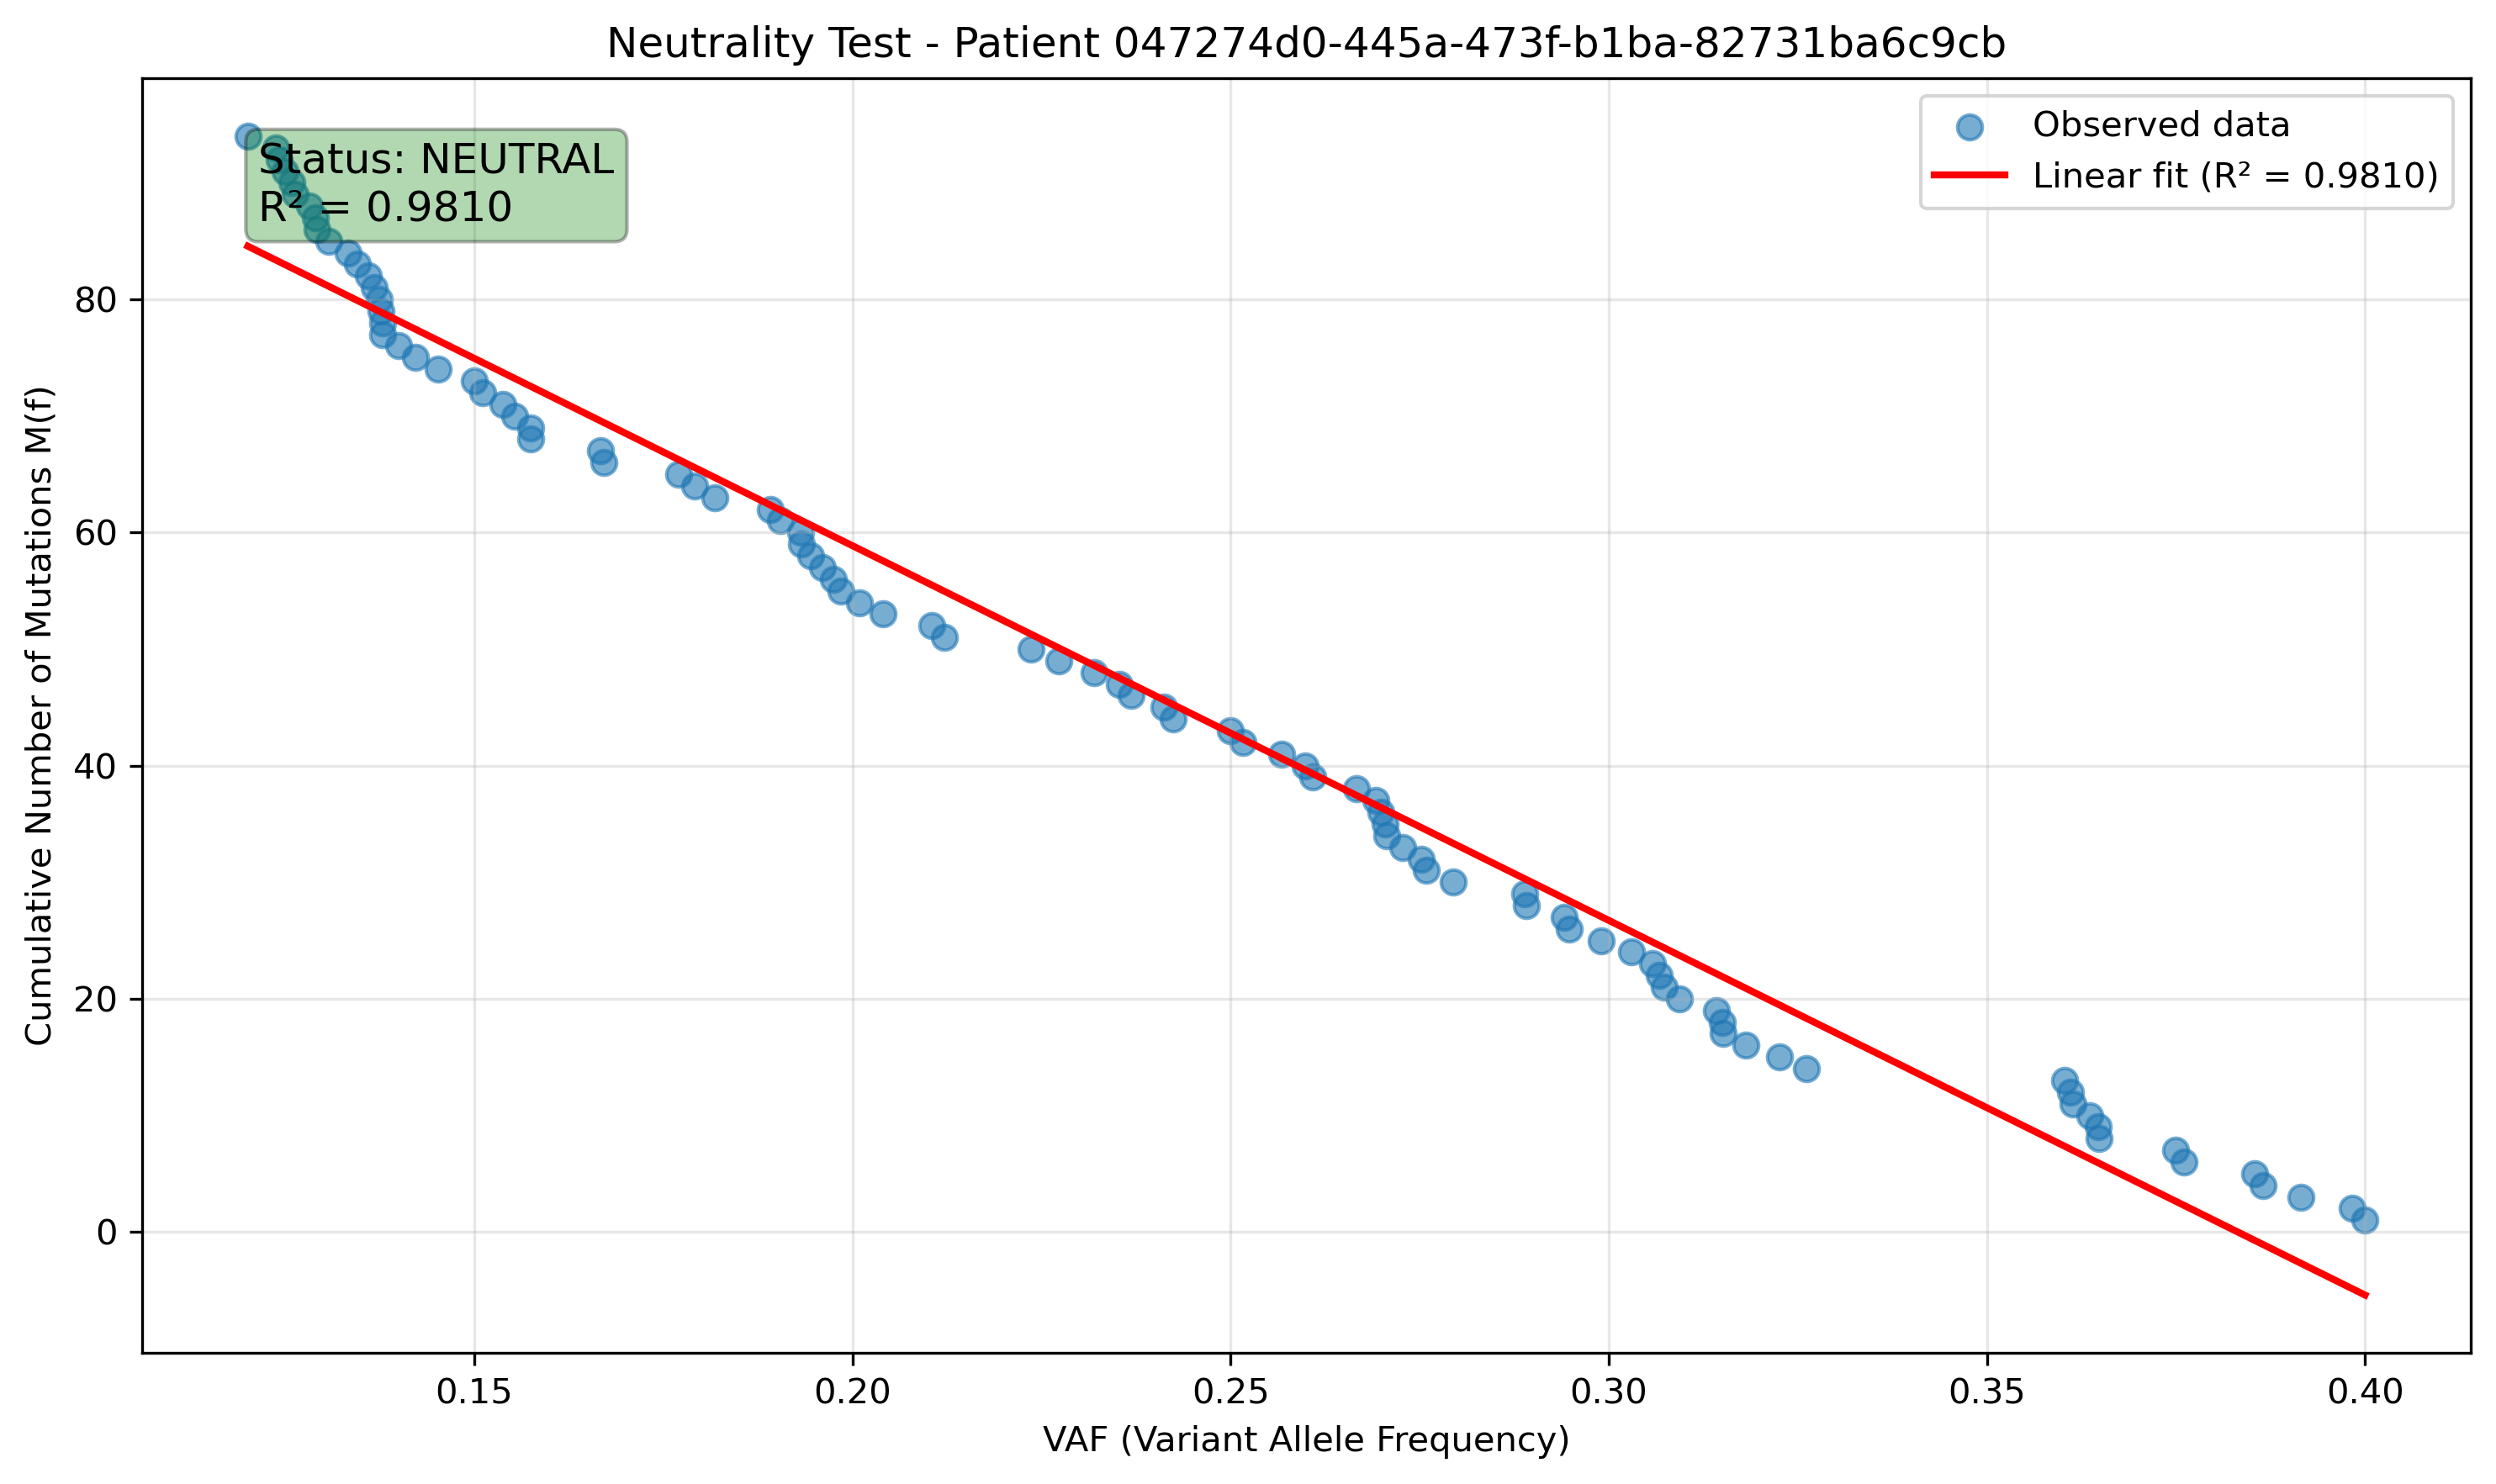 Neutrality Test - Patient 047274d0-445a-473f-b1ba-82731ba6c9cb
Status: NEUTRAL
R² = 0.9810
Observed data
Linear fit (R² = 0.9810)
Cumulative Number of Mutations M(f)
80
60
40
20
0
0.15
0.20
0.25
0.30
0.35
0.40
VAF (Variant Allele Frequency)